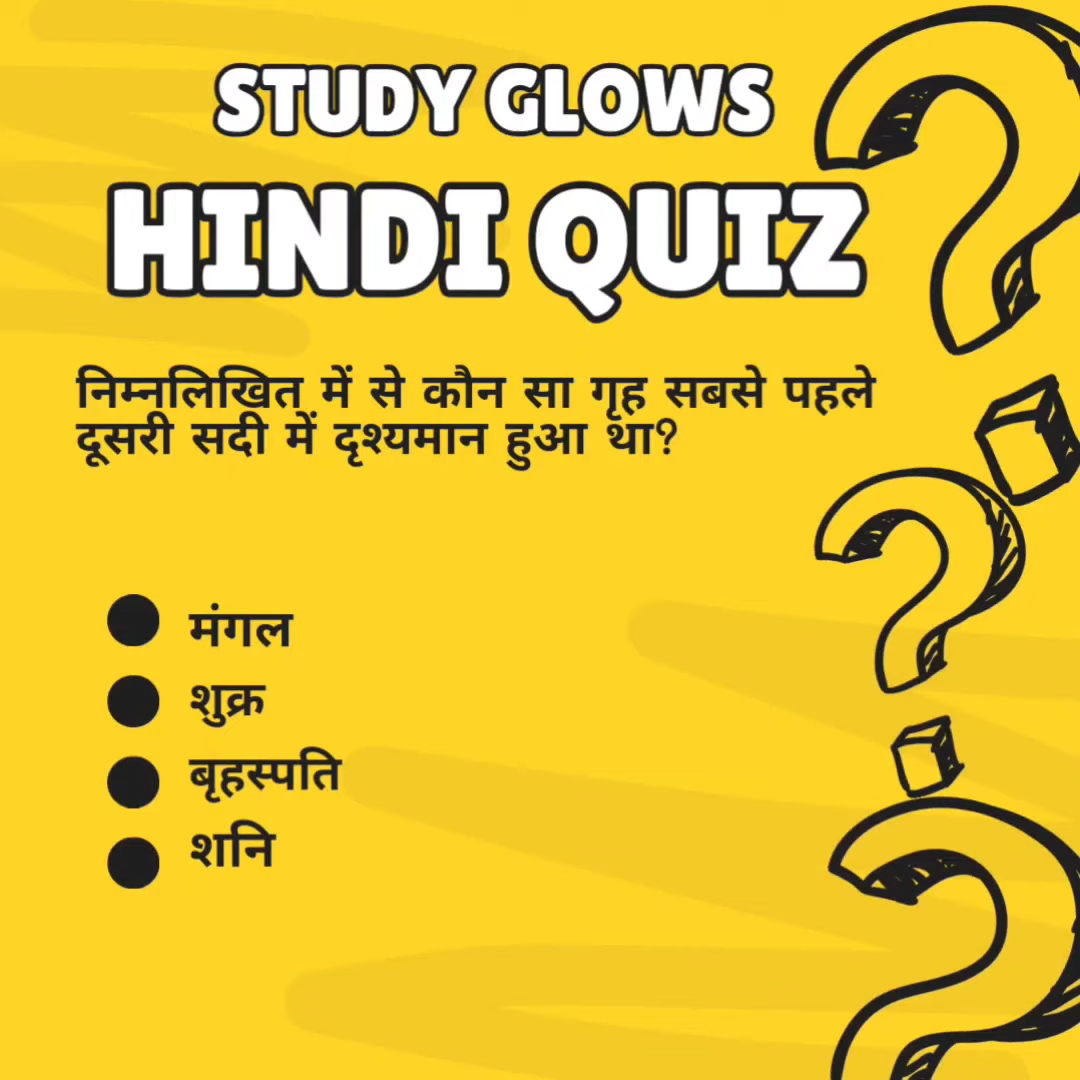 STUDY GLOWS
HINDI QUIZ
निम्नलिखित में से कौन सा गृह सबसे पहले
दूसरी सदी में दृश्यमान हुआ था?
मंगल
शुक्र
बृहस्पति
शनि